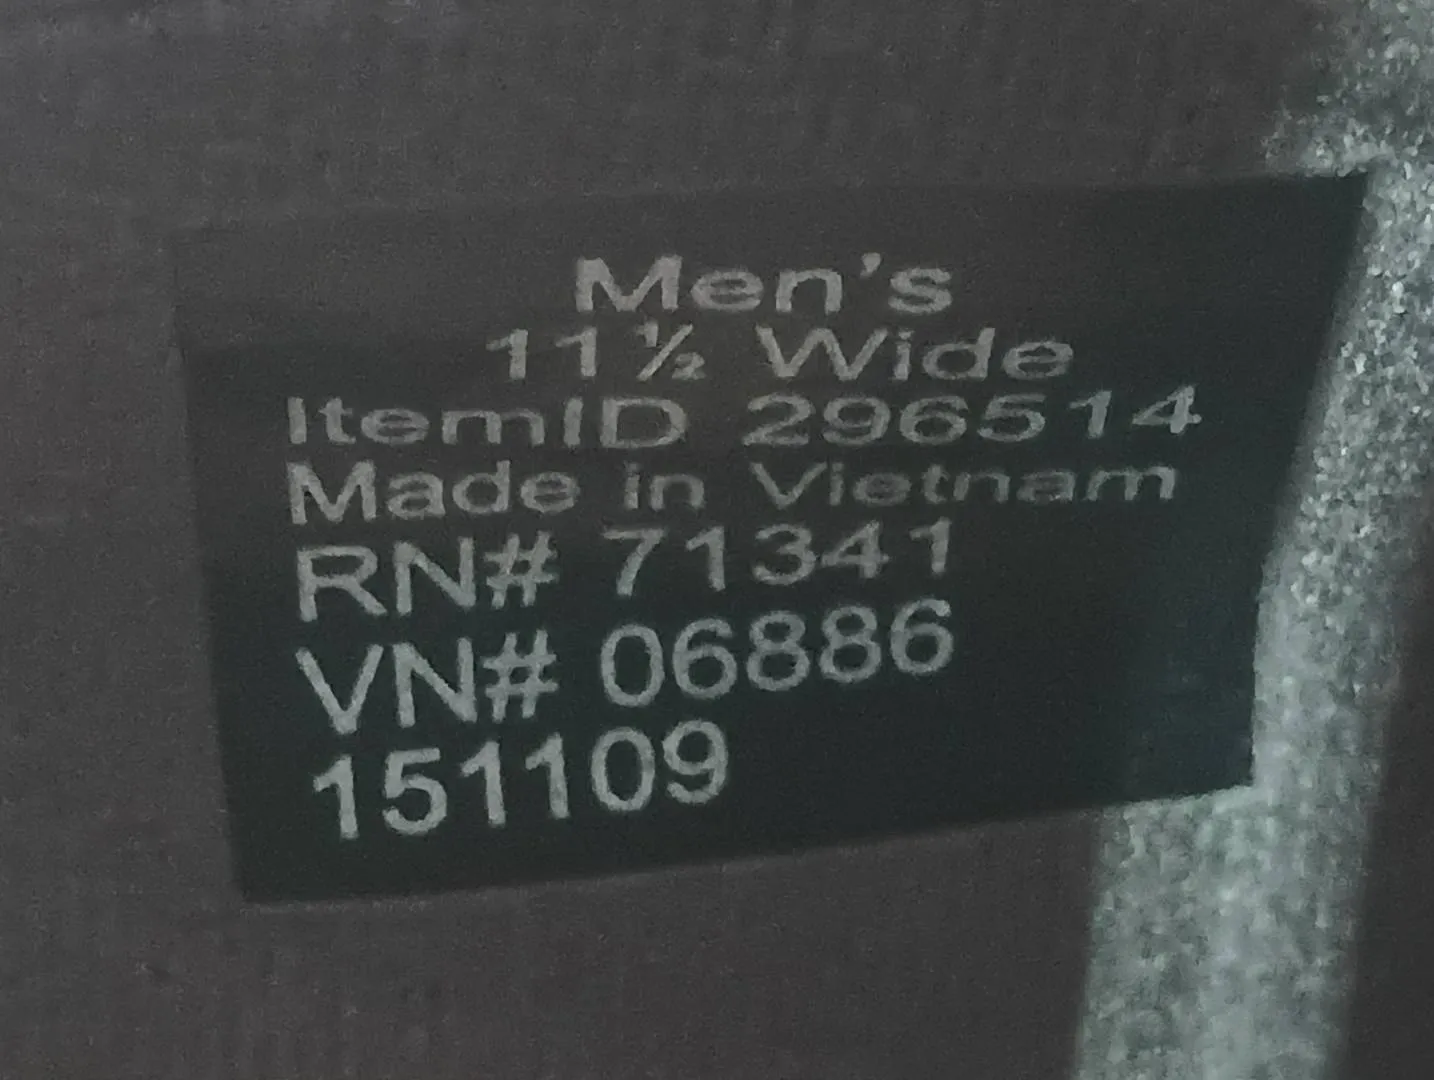 Men's
11½ Wide
ItemID 296514
Made in Vietnam
RN# 71341
VN# 06886
151109